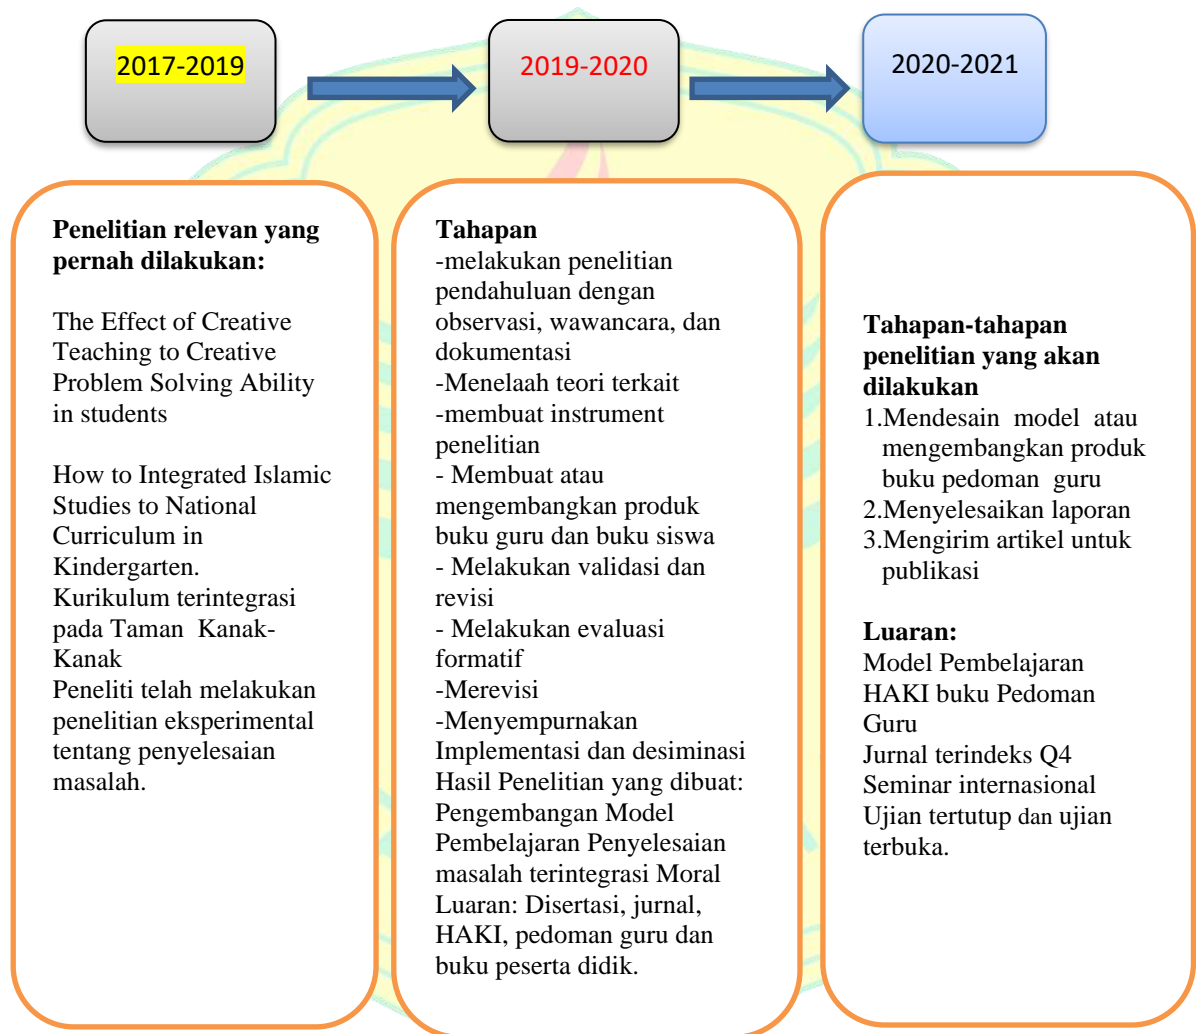 2017-2019
2019-2020
2020-2021
Penelitian relevan yang
pernah dilakukan:
The Effect of Creative
Teaching to Creative
Problem Solving Ability
in students
How to Integrated Islamic
Studies to National
Curriculum in
Kindergarten.
Kurikulum terintegrasi
pada Taman Kanak-
Kanak
Peneliti telah melakukan
penelitian eksperimental
tentang penyelesaian
masalah.
Tahapan
-melakukan penelitian
pendahuluan dengan
observasi, wawancara, dan
dokumentasi
-Menelaah teori terkait
-membuat instrument
penelitian
- Membuat atau
mengembangkan produk
buku guru dan buku siswa
- Melakukan validasi dan
revisi
- Melakukan evaluasi
formatif
-Merevisi
-Menyempurnakan
Implementasi dan desiminasi
Hasil Penelitian yang dibuat:
Pengembangan Model
Pembelajaran Penyelesaian
masalah terintegrasi Moral
Luaran: Disertasi, jurnal,
HAKI, pedoman guru dan
buku peserta didik.
Tahapan-tahapan
penelitian yang akan
dilakukan
1.Mendesain model atau
mengembangkan produk
buku pedoman guru
2.Menyelesaikan laporan
3.Mengirim artikel untuk
publikasi
Luaran:
Model Pembelajaran
HAKI buku Pedoman
Guru
Jurnal terindeks Q4
Seminar internasional
Ujian tertutup dan ujian
terbuka.